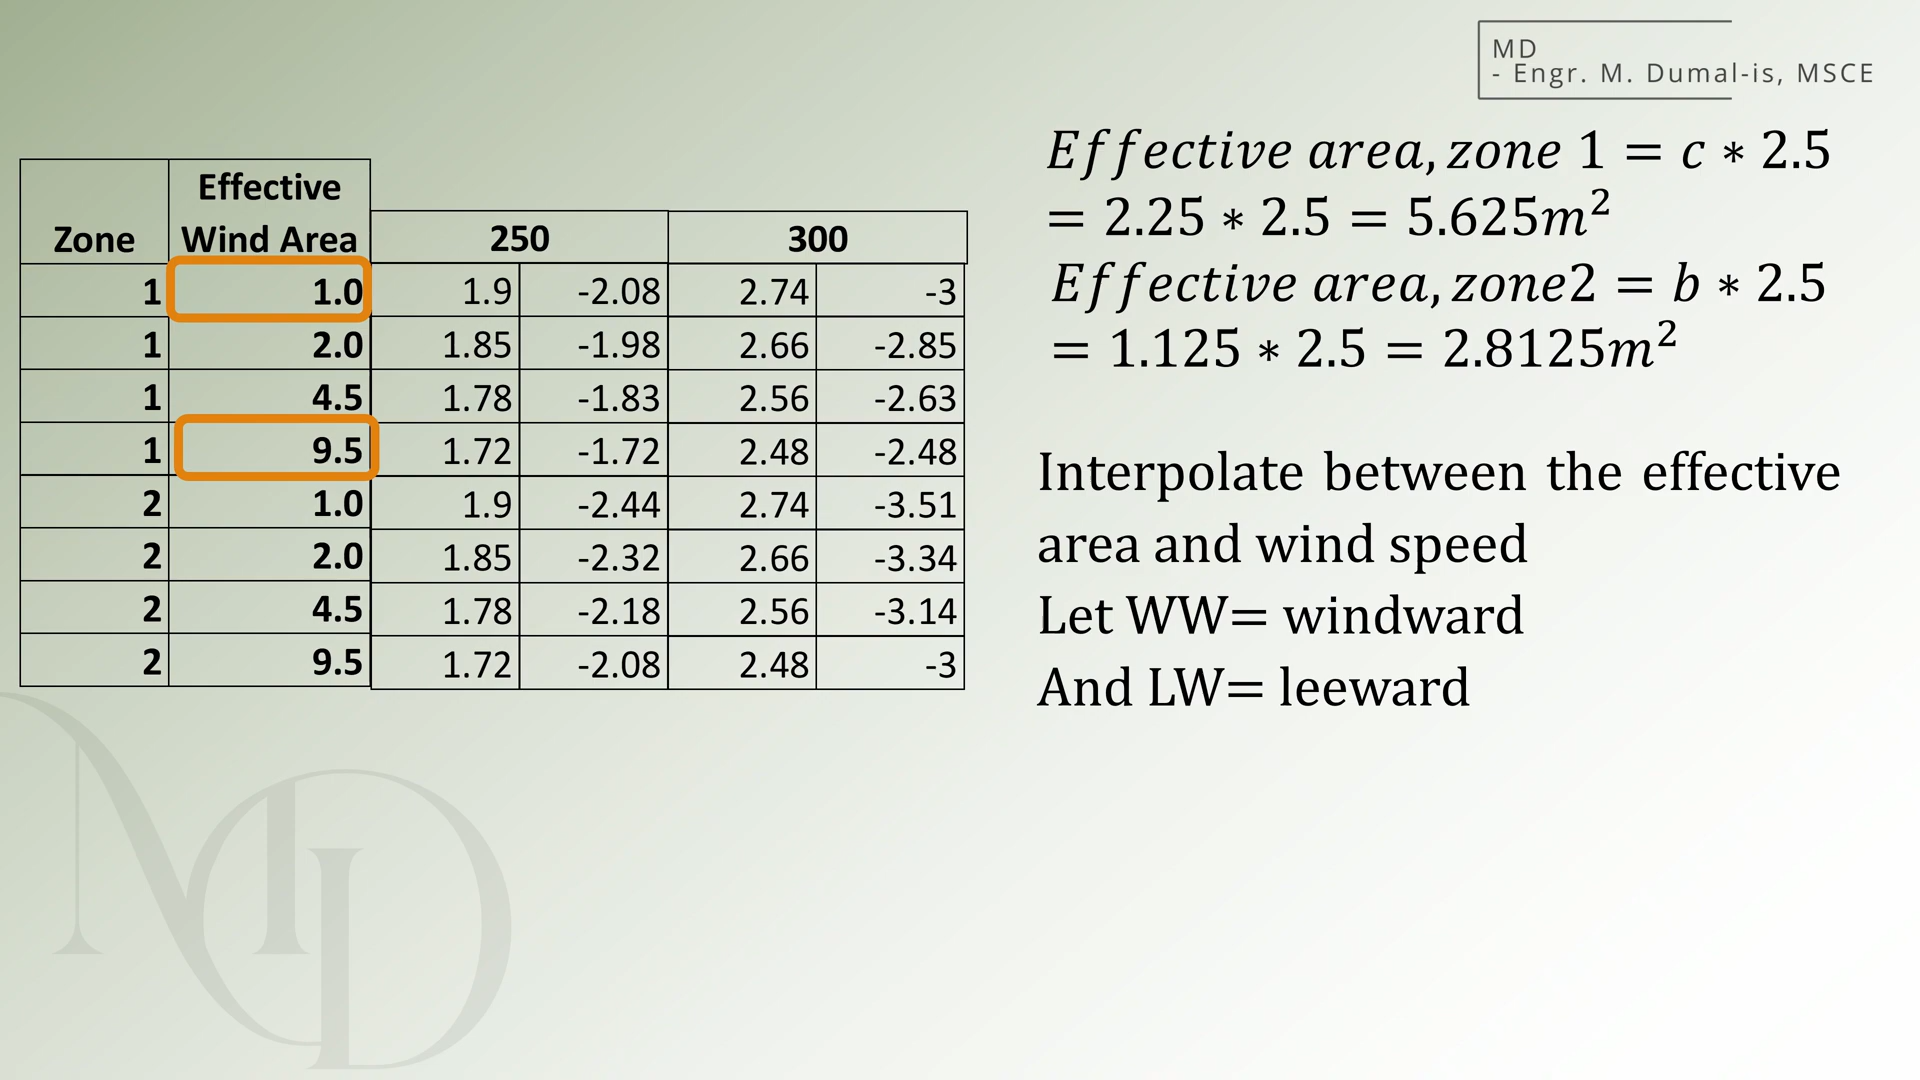 MD
- Engr. M. Dumal-is, MSCE
Effective area, zone 1 = c ∗ 2.5
= 2.25 ∗ 2.5 = 5.625m²
Effective area, zone2 = b ∗ 2.5
= 1.125 ∗ 2.5 = 2.8125m²
Interpolate between the effective
area and wind speed
Let WW= windward
And LW= leeward
Zone Effective Wind Area 250 300
1 1.0 1.9 -2.08 2.74 -3
1 2.0 1.85 -1.98 2.66 -2.85
1 4.5 1.78 -1.83 2.56 -2.63
1 9.5 1.72 -1.72 2.48 -2.48
2 1.0 1.9 -2.44 2.74 -3.51
2 2.0 1.85 -2.32 2.66 -3.34
2 4.5 1.78 -2.18 2.56 -3.14
2 9.5 1.72 -2.08 2.48 -3
MD